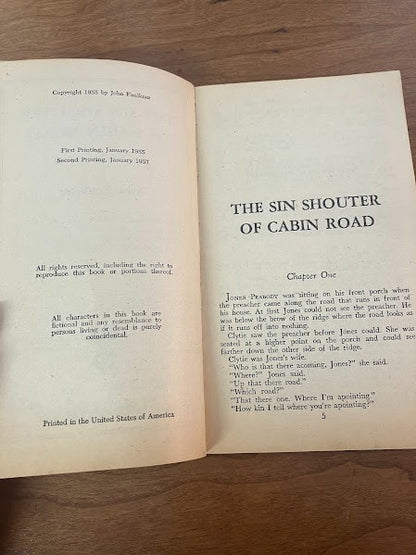 Copyright 1955 by John Faulkner
First Printing, January 1955
Second Printing, January 1957
All rights reserved, including the right to
reproduce this book or portions thereof.
All characters in this book are
fictional and any resemblance to
persons living or dead is purely
coincidental.
Printed in the United States of America
THE SIN SHOUTER
OF CABIN ROAD
Chapter One
JONES PEABODY was sitting on his front porch when
the preacher came along the road that runs in front of
his house. At first Jones could not see the preacher. He
was below the brow of the ridge where the road looks as
if it runs off into nothing.
Clytie saw the preacher before Jones could. She was
seated at a higher point on the porch and could see
farther down the other side of the ridge.
Clytie was Jones's wife.
"Who is that there acoming, Jones?" she said.
"Where?" Jones said.
"Up that there road."
"Which road?"
"That there one. Where I'm apointing."
"How kin I tell where you're apointing?"
5